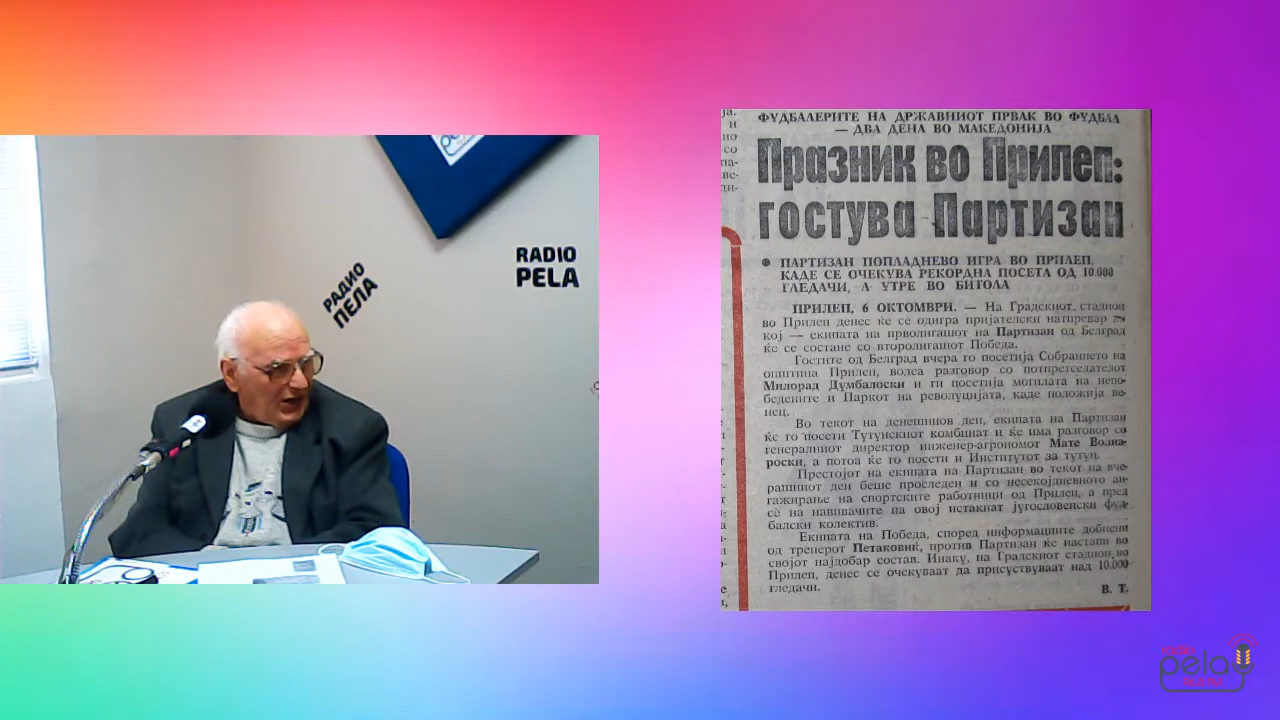 РАДИО
ПЕЛА
RADIO
PELA
ФУДБАЛЕРИТЕ НА ДРЖАВНИОТ ПРВАК ВО ФУДБАЛ
— ДВА ДЕНА ВО МАКЕДОНИЈА
Празник во Прилеп:
гостува Партизан
● ПАРТИЗАН ПОПЛАДНЕВО ИГРА ВО ПРИЛЕП,
КАДЕ СЕ ОЧЕКУВА РЕКОРДНА ПОСЕТА ОД 10.000
ГЛЕДАЧИ, А УТРЕ ВО БИТОЛА
ПРИЛЕП, 6 ОКТОМВРИ. — На Градскиот стадион
во Прилеп денес ќе се одигра пријателски натпревар
кој — екипата на прволигашот на Партизан од Белград
ќе се состане со второлигашот Победа.
Гостите од Белград вчера го посетија Собранието на
општина Прилеп, водеа разговор со потпретседателот
Милорад Думбалоски и ги посетија могилата на непо-
бедените и Паркот на револуцијата, каде положија ве-
нец.
Во текот на денешниов ден, екипата на Партизан
ќе го посети Тутунскиот комбинат и ќе има разговор со
генералниот директор инженер-агрономот Мате Волна-
роски, а потоа ќе го посети и Институтот за тутун.
Престојот на екипата на Партизан во текот на вче-
рашниот ден беше проследен и со несекојдневното ан-
гажирање на спортските работници од Прилеп, а пред
сѐ на навивачите на овој истакнат југословенски фуд-
балски колектив.
Екипата на Победа, според информациите добиени
од тренерот Петаковиќ, против Партизан ќе настапи во
својот најдобар состав. Инаку, на Градскиот стадион во
Прилеп, денес се очекуваат да присуствуваат над 10.000
гледачи.
В. Т.
radio
pela